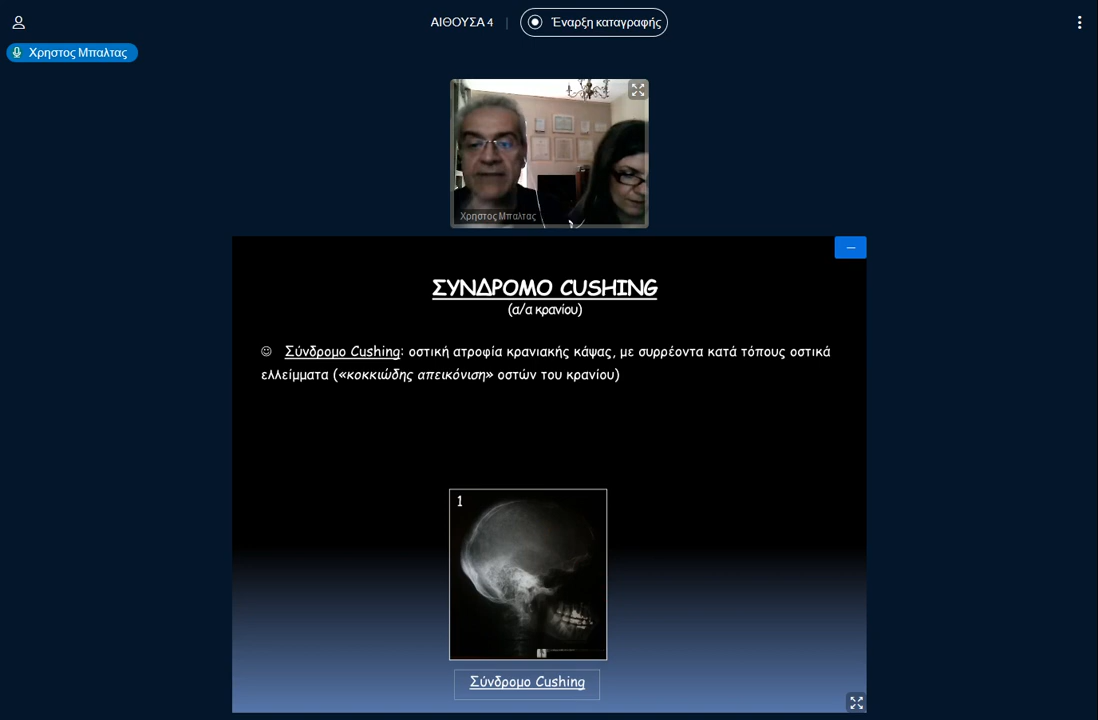 ΑΙΘΟΥΣΑ 4 | Έναρξη καταγραφής
Χρηστος Μπαλτας
Χρηστος Μπαλτας
ΣΥΝΔΡΟΜΟ CUSHING
(α/α κρανίου)
☺ Σύνδρομο Cushing: οστική ατροφία κρανιακής κάψας, με συρρέοντα κατά τόπους οστικά
ελλείμματα («κοκκιώδης απεικόνιση» οστών του κρανίου)
1
Σύνδρομο Cushing